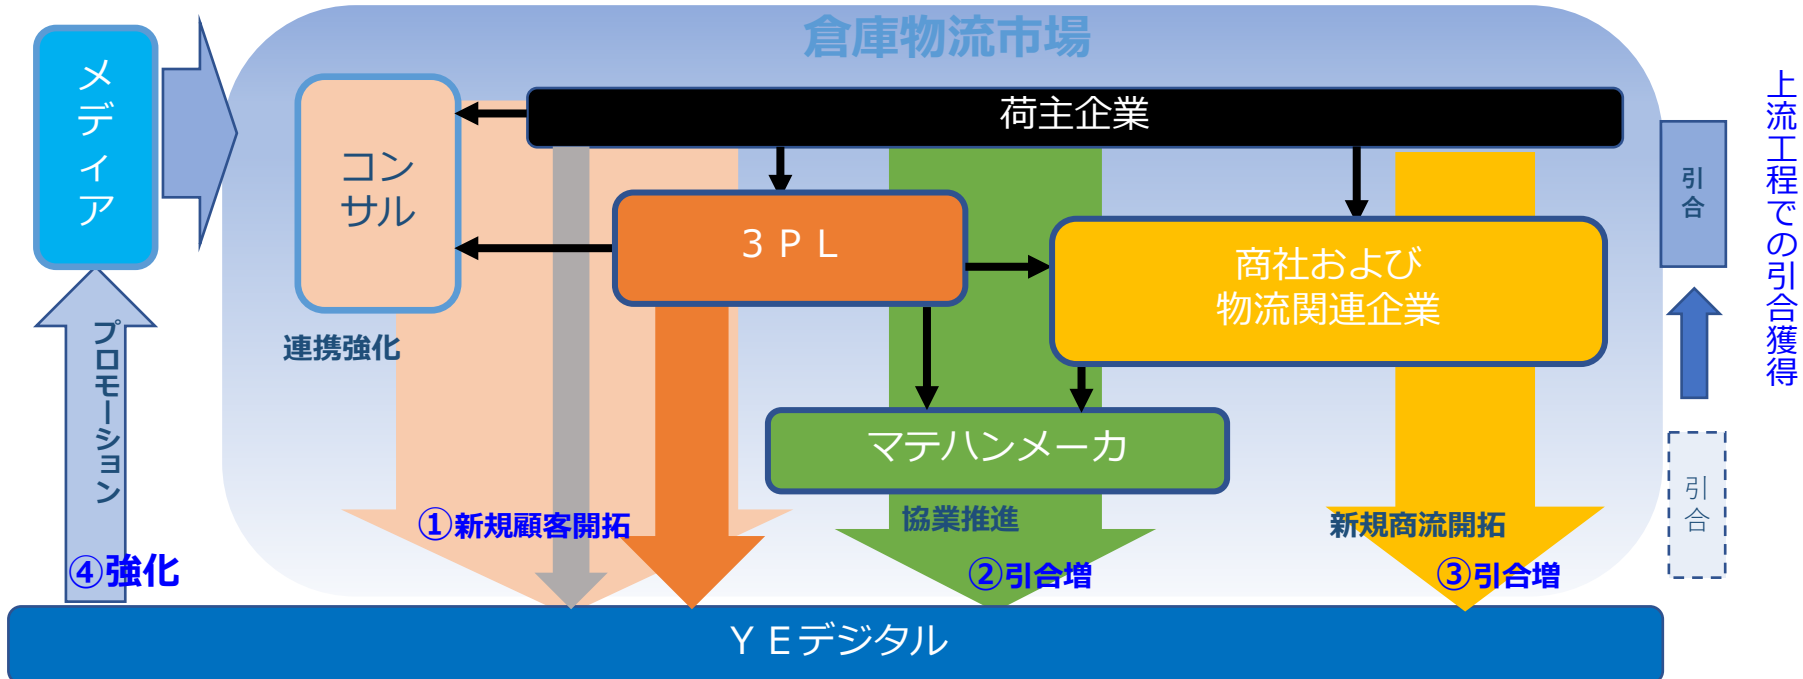 倉庫物流市場
メディア
荷主企業
コン
サル
３ＰＬ
商社および
物流関連企業
引合
上流工程での引合獲得
連携強化
プロモーション
マテハンメーカ
引合
①新規顧客開拓
協業推進
新規商流開拓
④強化
②引合増
③引合増
ＹＥデジタル